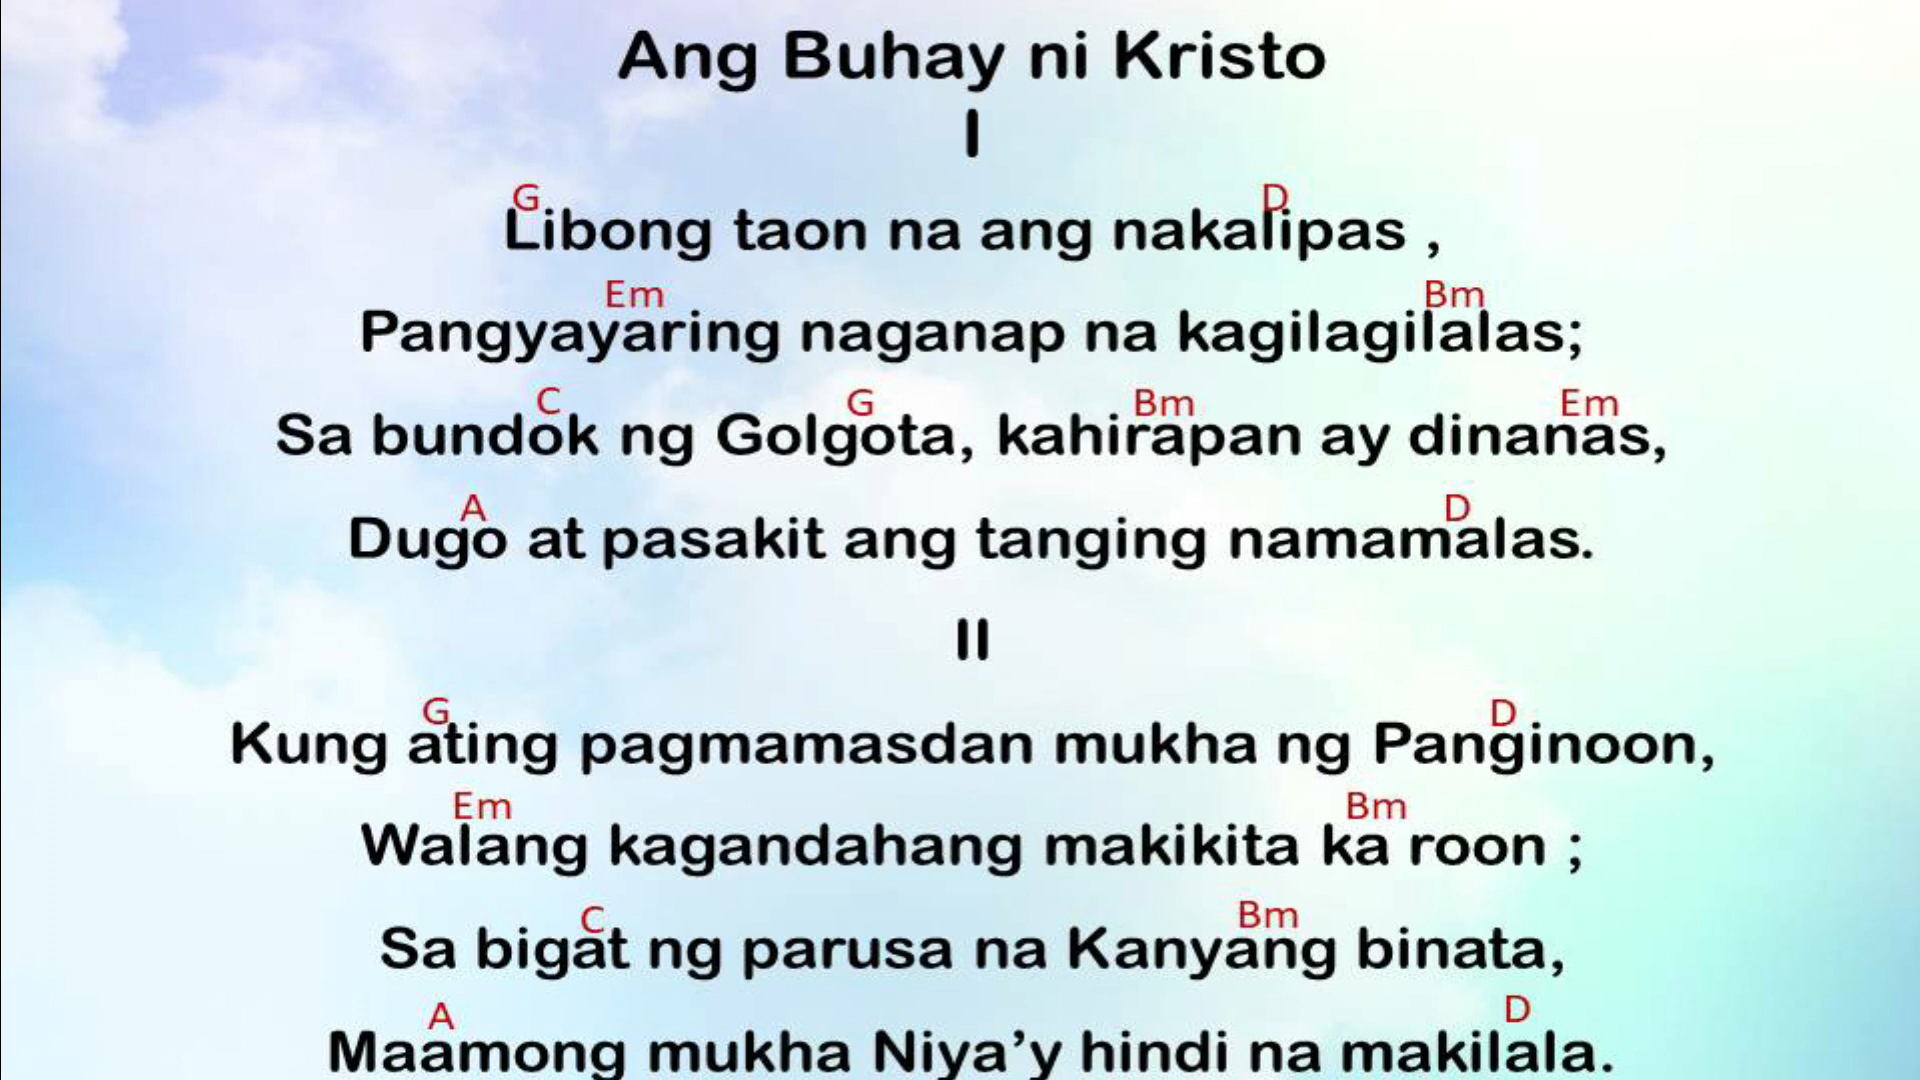 Ang Buhay ni Kristo
I
G D
Libong taon na ang nakalipas ,
Em Bm
Pangyayaring naganap na kagilagilalas;
C G Bm Em
Sa bundok ng Golgota, kahirapan ay dinanas,
A D
Dugo at pasakit ang tanging namamalas.
II
G D
Kung ating pagmamasdan mukha ng Panginoon,
Em Bm
Walang kagandahang makikita ka roon ;
C Bm
Sa bigat ng parusa na Kanyang binata,
A D
Maamong mukha Niya’y hindi na makilala.